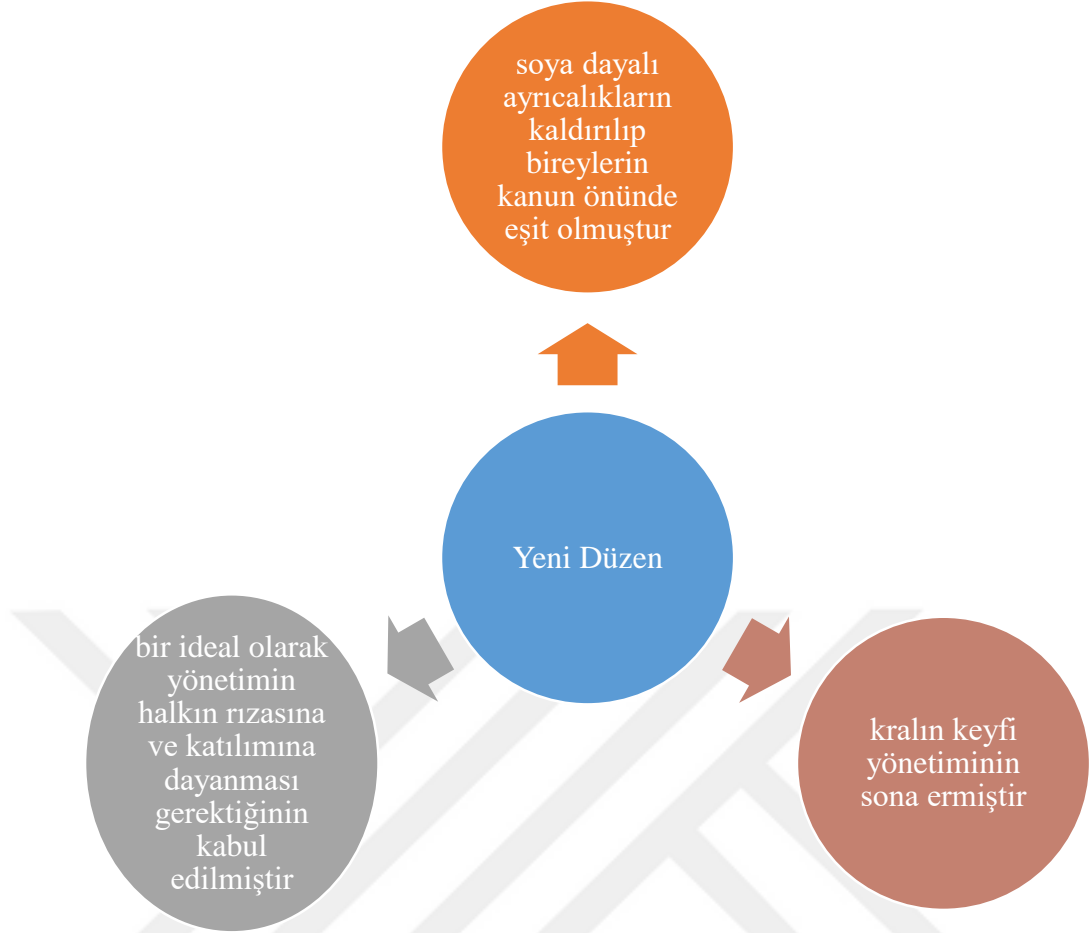 soya dayalı
ayrıcalıkların
kaldırılıp
bireylerin
kanun önünde
eşit olmuştur
Yeni Düzen
bir ideal olarak
yönetimin
halkın rızasına
ve katılımına
dayanması
gerektiğinin
kabul
edilmiştir
kralın keyfi
yönetiminin
sona ermiştir